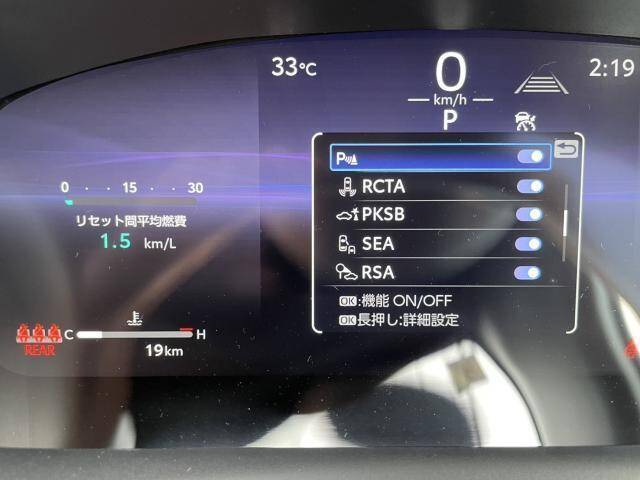 33℃
0
km/h
P
2:19
P
RCTA
PKSB
SEA
RSA
OK:機能 ON/OFF
OK長押し:詳細設定
0 · · 15 · · 30
リセット間平均燃費
1.5 km/L
C H
REAR
19km